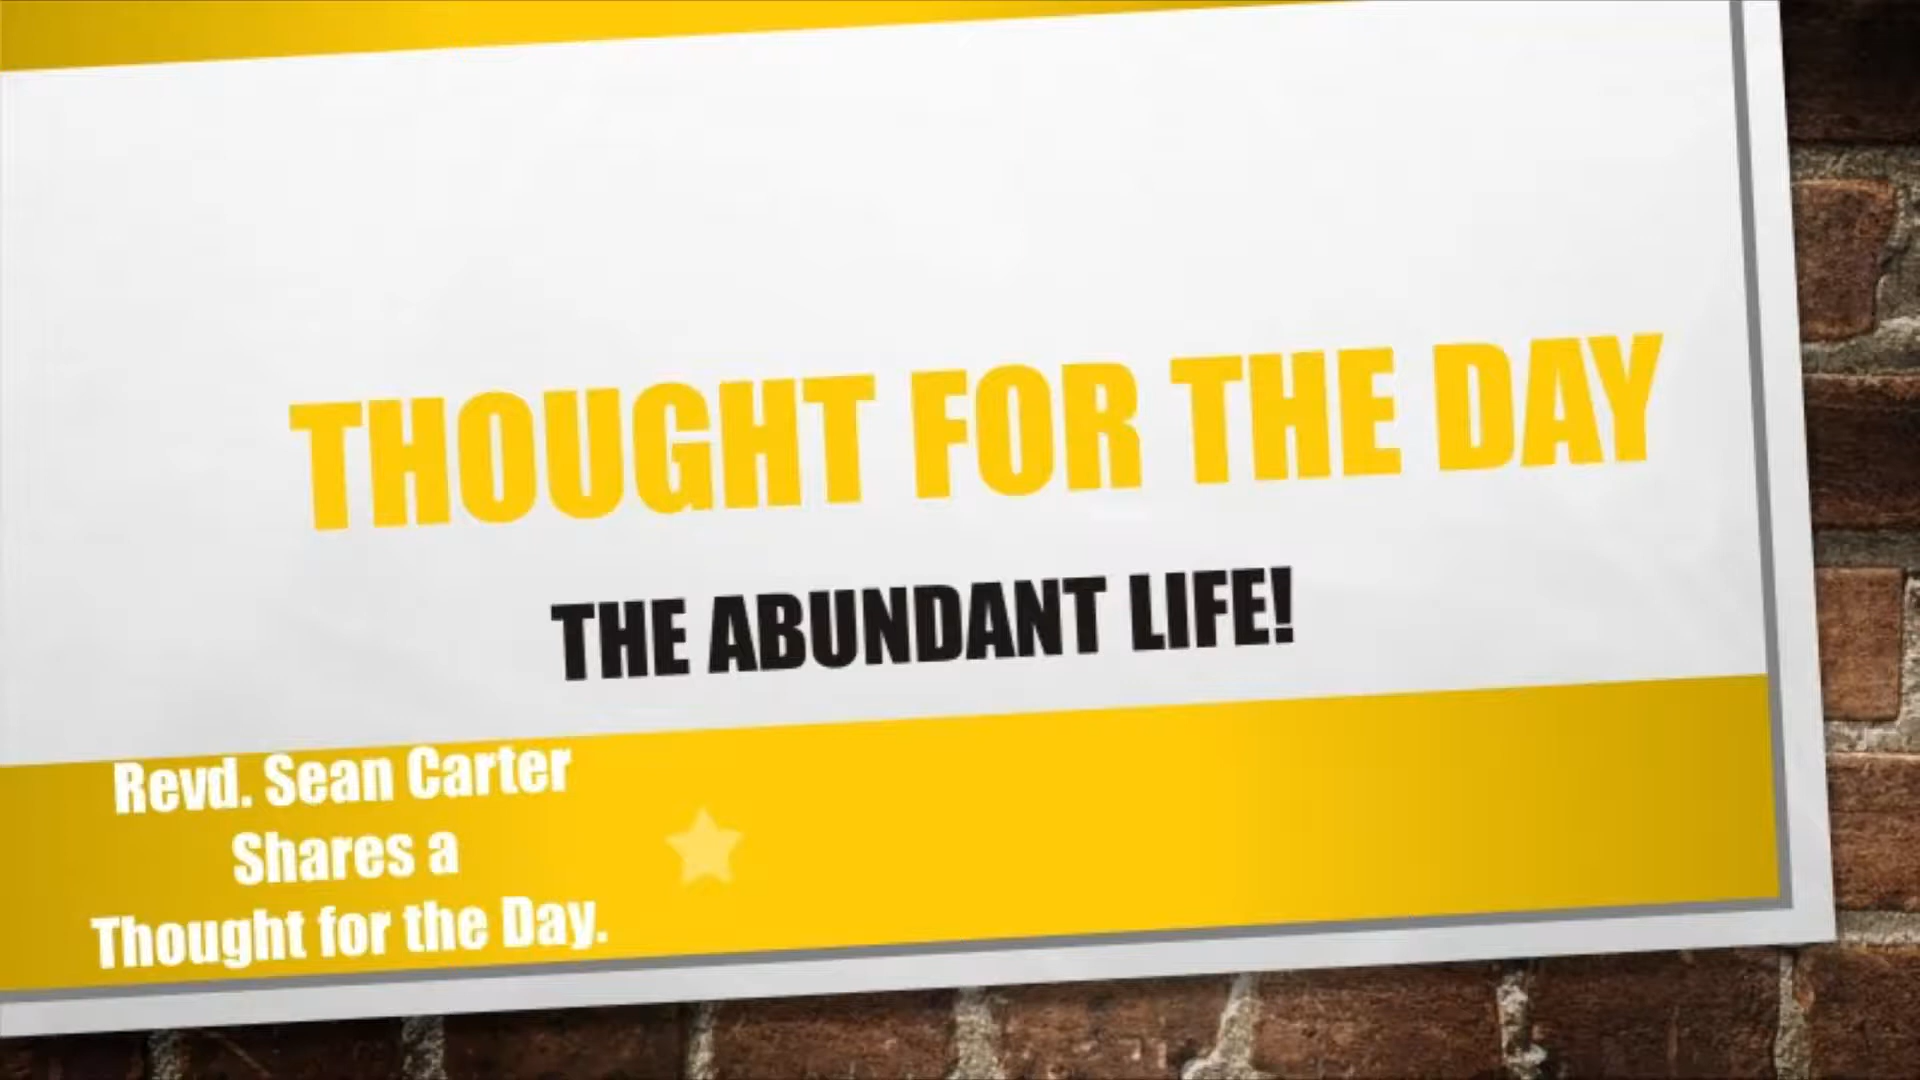 THOUGHT FOR THE DAY
THE ABUNDANT LIFE!
Revd. Sean Carter
Shares a
Thought for the Day.